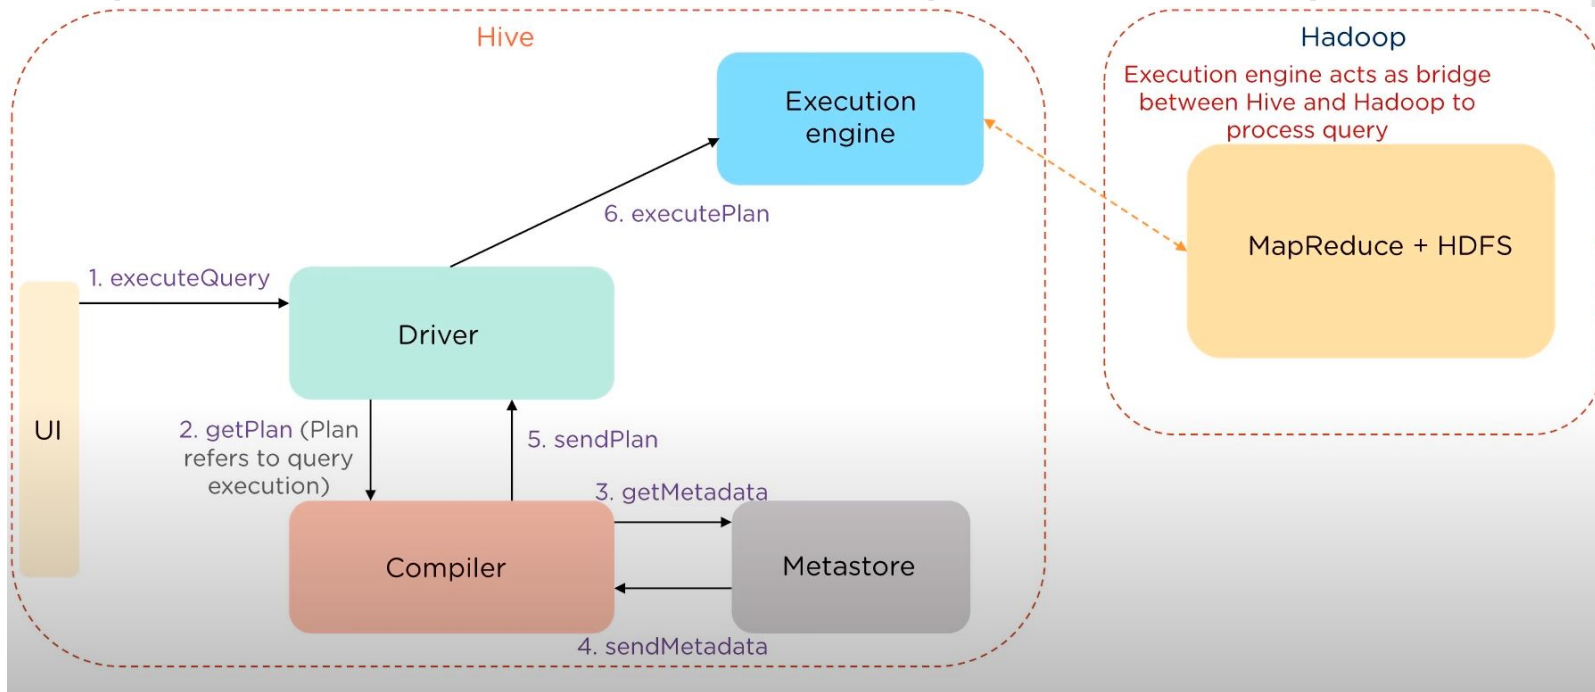 Hive
Hadoop
Execution engine acts as bridge
between Hive and Hadoop to
process query
Execution
engine
6. executePlan
MapReduce + HDFS
1. executeQuery
Driver
UI
2. getPlan (Plan
refers to query
execution)
5. sendPlan
3. getMetadata
Compiler
Metastore
4. sendMetadata